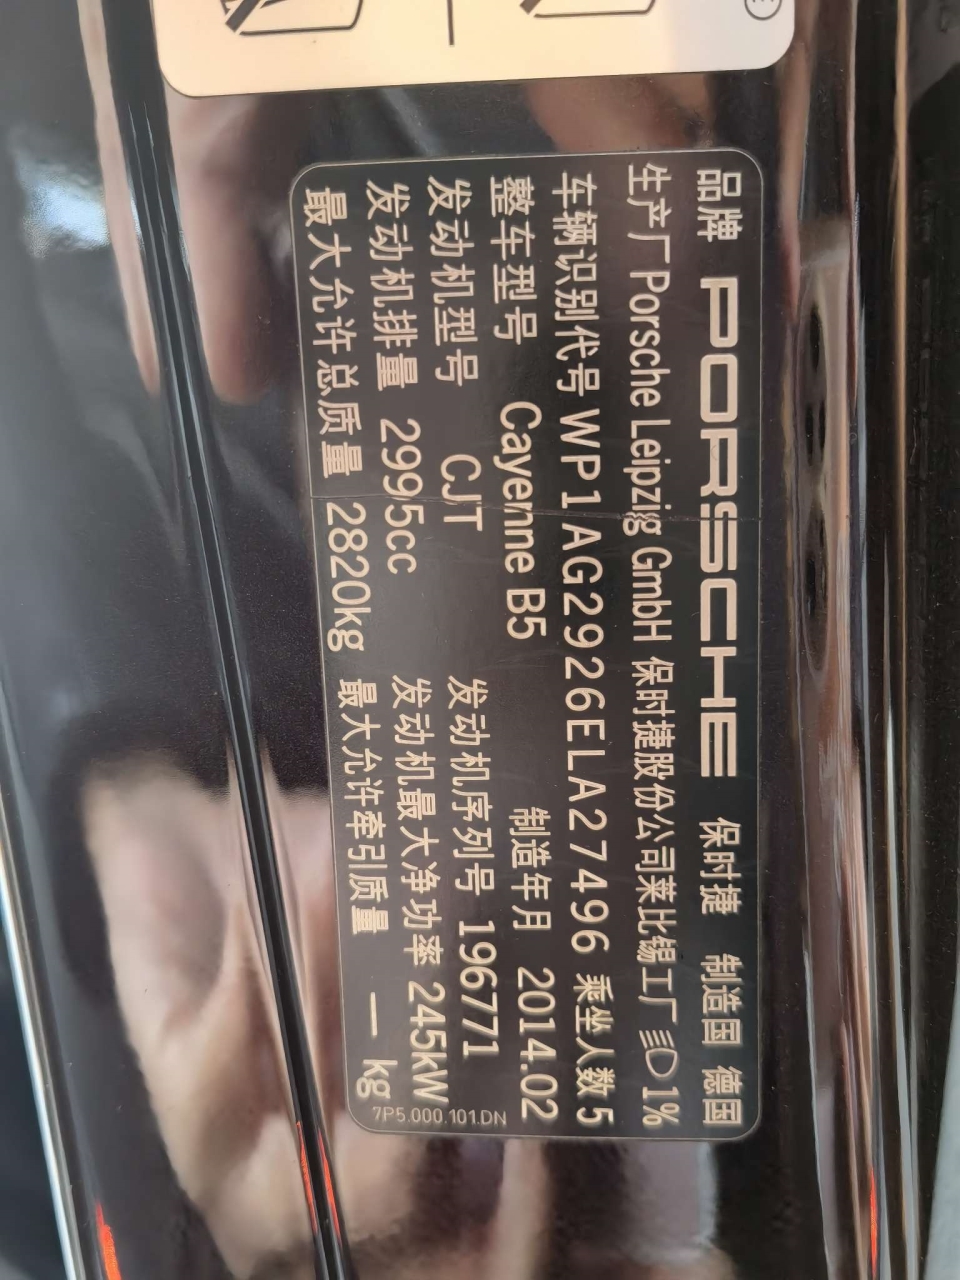 品牌 PORSCHE 保时捷 制造国 德国
生产厂 Porsche Leipzig GmbH 保时捷股份公司莱比锡工厂 1%
车辆识别代号 WP1AG2926ELA27496 乘坐人数 5
整车型号 Cayenne B5 制造年月 2014.02
发动机型号 CJT 发动机序列号 196771
发动机排量 2995cc 发动机最大净功率 245kW
最大允许总质量 2820kg 最大允许牵引质量 — kg
7P5.000.101.DN